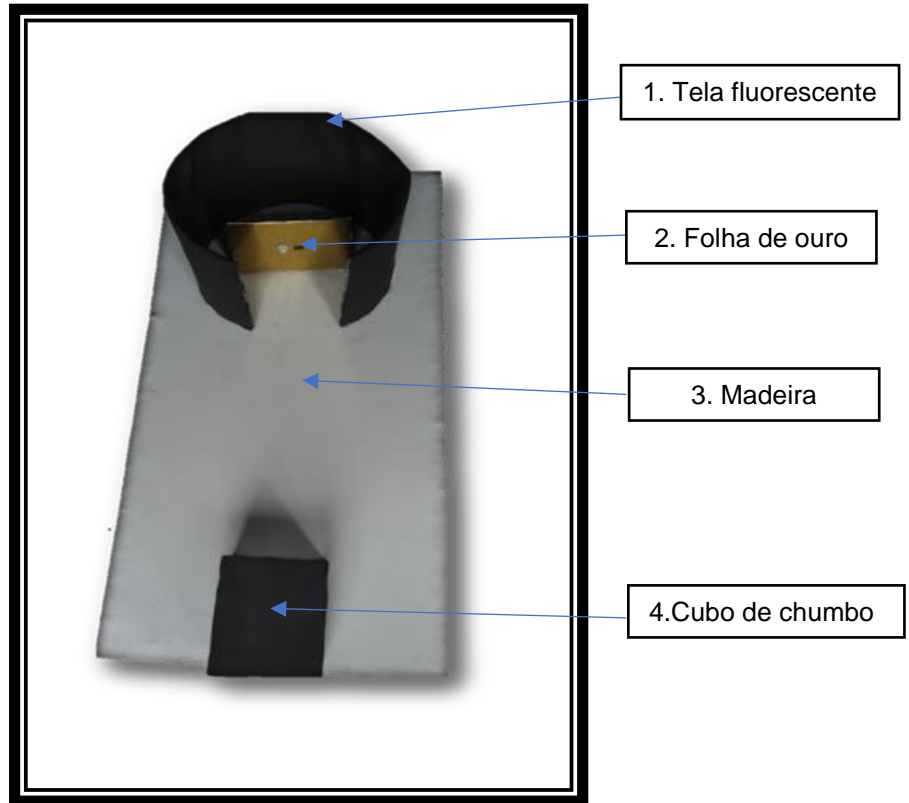 1. Tela fluorescente
2. Folha de ouro
3. Madeira
4.Cubo de chumbo